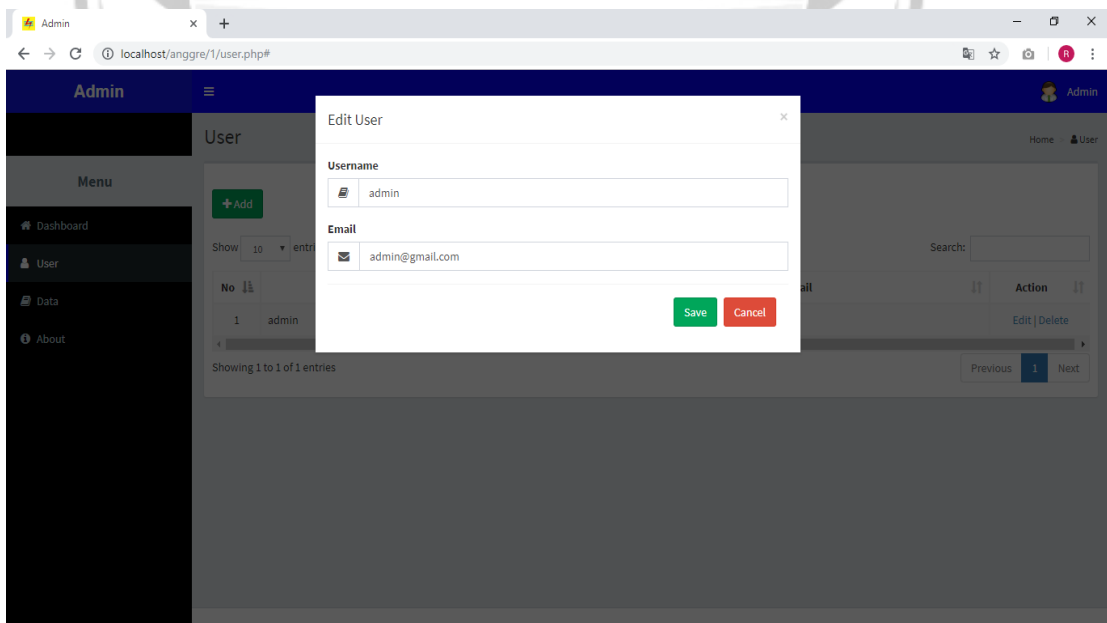 Admin
localhost/anggre/1/user.php#
R
Admin
Admin
Edit User
User
Home
User
Username
Menu
admin
Add
Dashboard
Email
Show 10 entri
Search:
admin@gmail.com
User
No
ail
Action
Data
Save
Cancel
1
admin
Edit | Delete
About
Showing 1 to 1 of 1 entries
Previous
1
Next